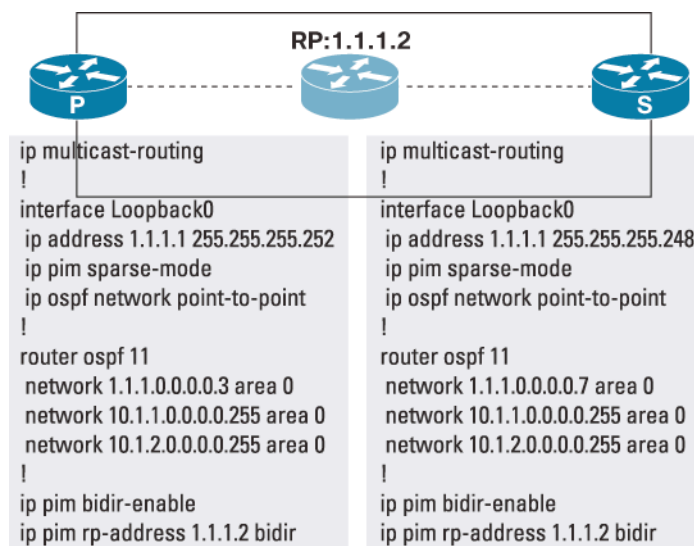 RP:1.1.1.2
P
S
ip multicast-routing
!
interface Loopback0
ip address 1.1.1.1 255.255.255.252
ip pim sparse-mode
ip ospf network point-to-point
!
router ospf 11
network 1.1.1.0.0.0.0.3 area 0
network 10.1.1.0.0.0.0.255 area 0
network 10.1.2.0.0.0.0.255 area 0
!
ip pim bidir-enable
ip pim rp-address 1.1.1.2 bidir
ip multicast-routing
!
interface Loopback0
ip address 1.1.1.1 255.255.255.248
ip pim sparse-mode
ip ospf network point-to-point
!
router ospf 11
network 1.1.1.0.0.0.0.7 area 0
network 10.1.1.0.0.0.0.255 area 0
network 10.1.2.0.0.0.0.255 area 0
!
ip pim bidir-enable
ip pim rp-address 1.1.1.2 bidir